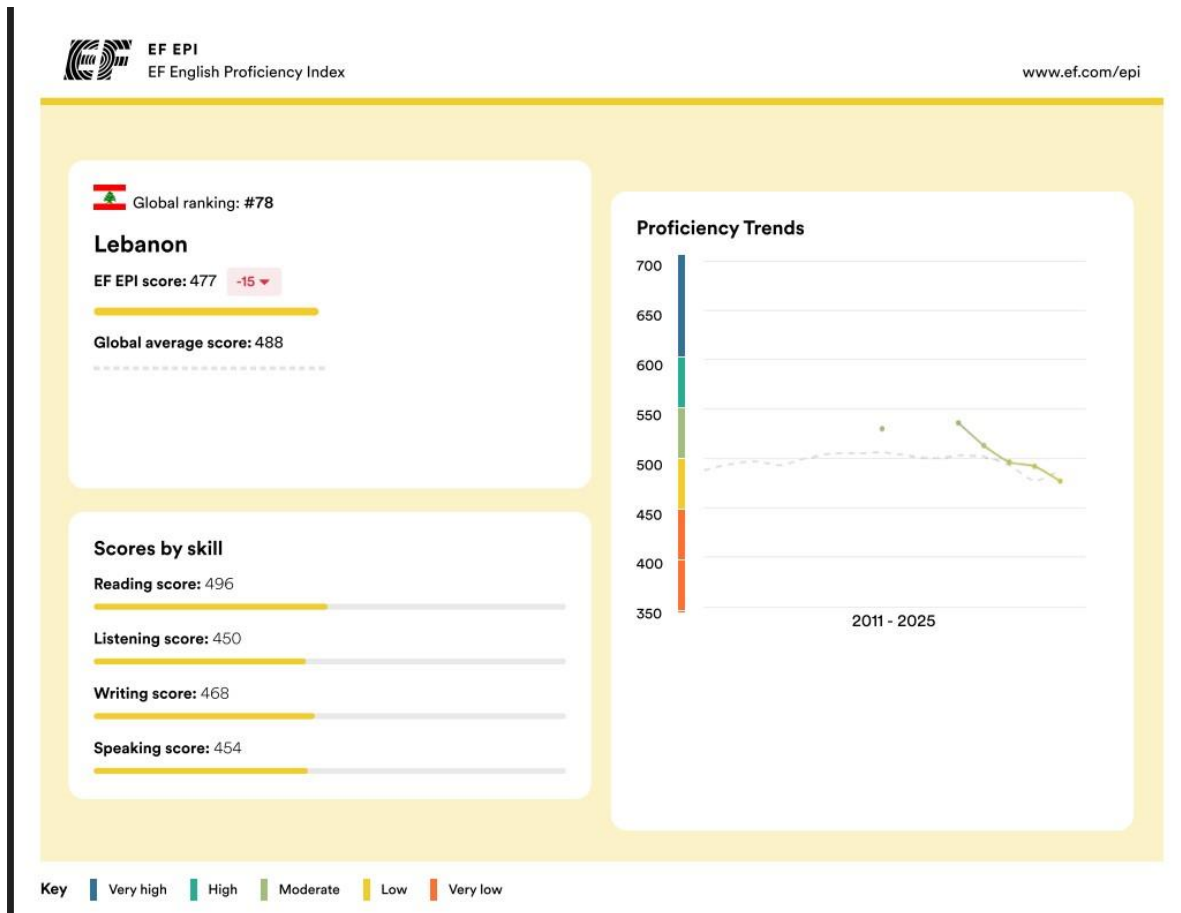 EF EPI
EF English Proficiency Index
www.ef.com/epi
Global ranking: #78
Lebanon
EF EPI score: 477 -15
Global average score: 488
Scores by skill
Reading score: 496
Listening score: 450
Writing score: 468
Speaking score: 454
Proficiency Trends
700
650
600
550
500
450
400
350
2011 - 2025
Key Very high High Moderate Low Very low